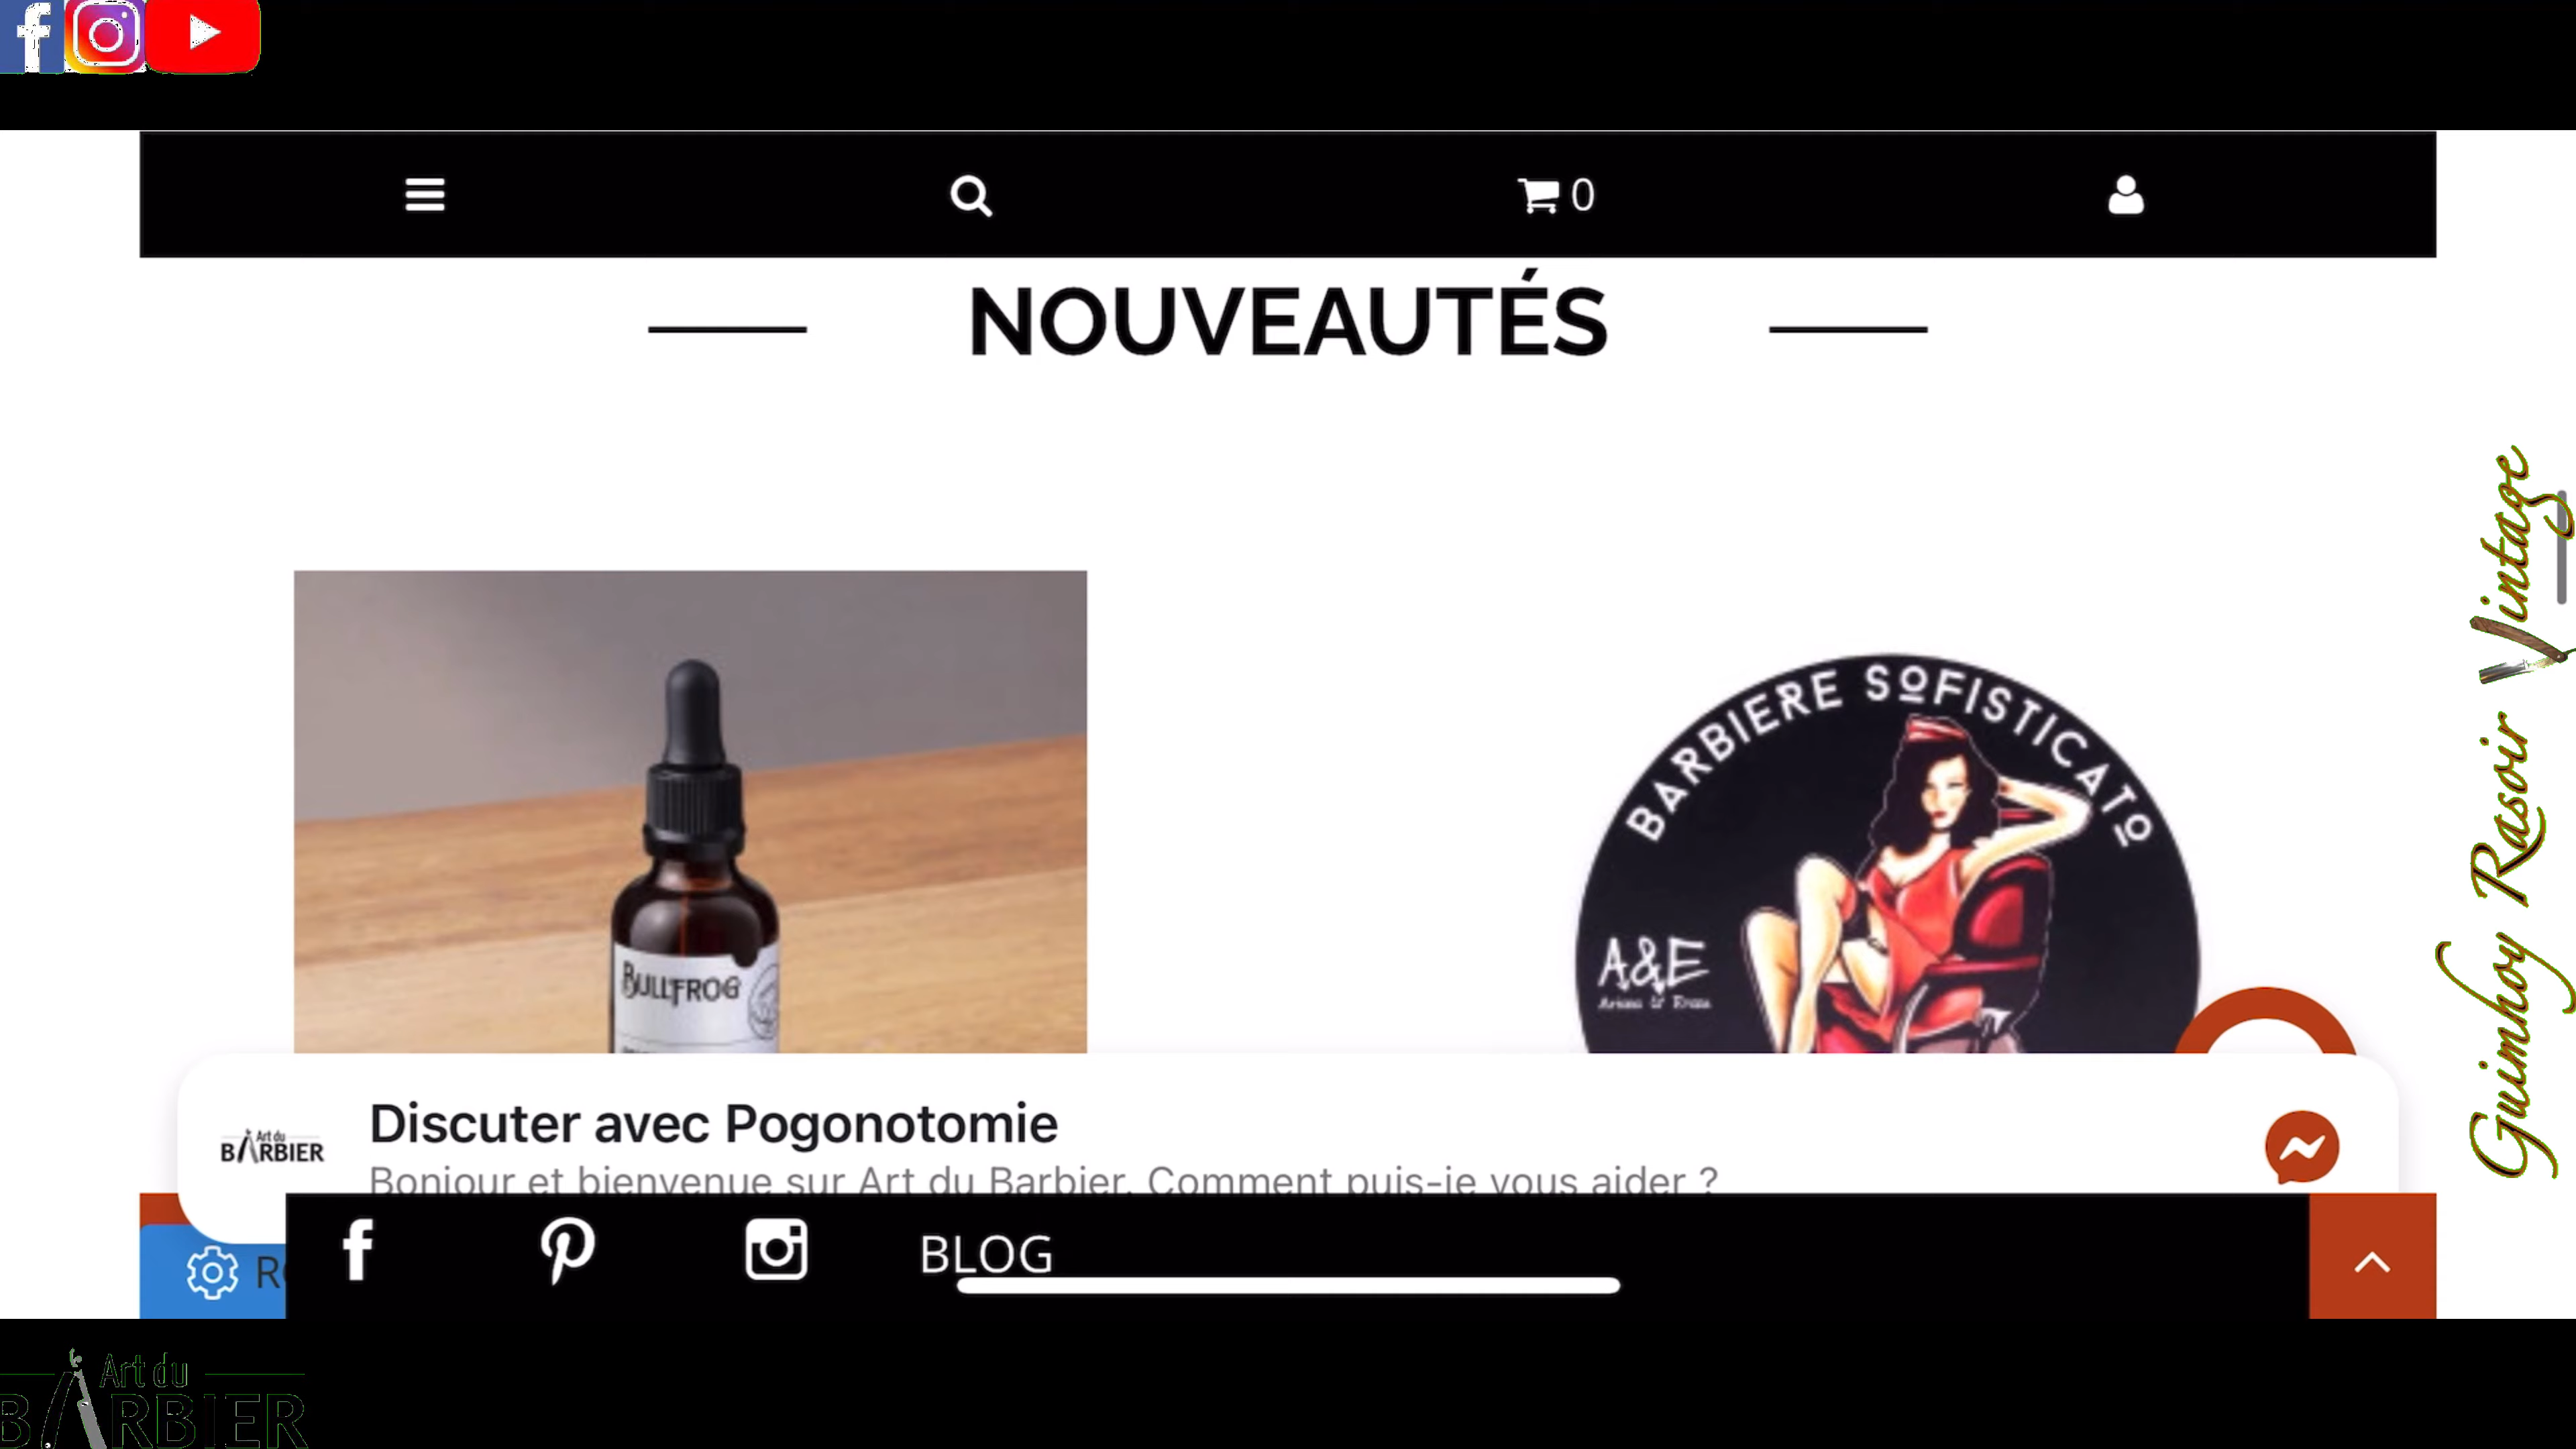 0
NOUVEAUTÉS
BARBIERE SOFISTICATO
A&E
BULLFROG
Guimhoy Rasoir Vintage
Art du
BARBIER
Discuter avec Pogonotomie
Bonjour et bienvenue sur Art du Barbier. Comment puis-je vous aider ?
BLOG
Art du
BARBIER